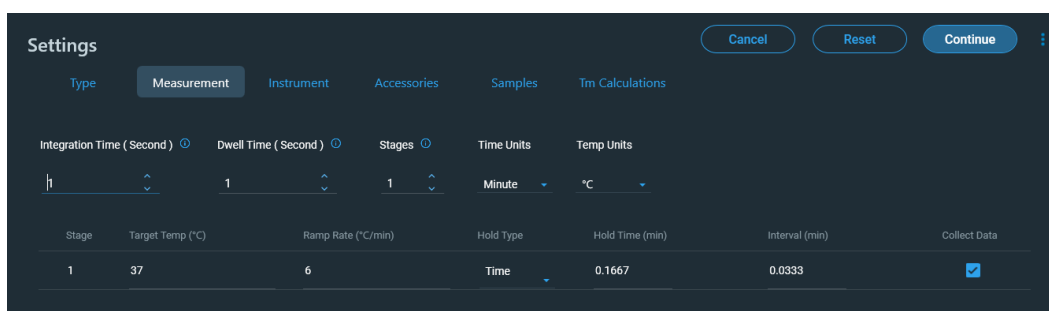 Settings
Cancel Reset Continue
Type Measurement Instrument Accessories Samples Tm Calculations
Integration Time ( Second ) Dwell Time ( Second ) Stages Time Units Temp Units
1 1 1 Minute °C
Stage Target Temp (°C) Ramp Rate (°C/min) Hold Type Hold Time (min) Interval (min) Collect Data
1 37 6 Time 0.1667 0.0333